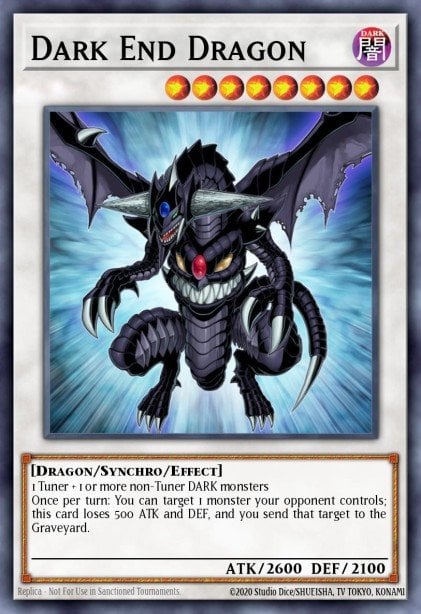 Dark End Dragon
DARK
闇
[Dragon/Synchro/Effect]
1 Tuner + 1 or more non-Tuner DARK monsters
Once per turn: You can target 1 monster your opponent controls;
this card loses 500 ATK and DEF, and you send that target to the
Graveyard.
ATK/2600 DEF/2100
Replica - Not For Use in Sanctioned Tournaments.
©2020 Studio Dice/SHUEISHA, TV TOKYO, KONAMI